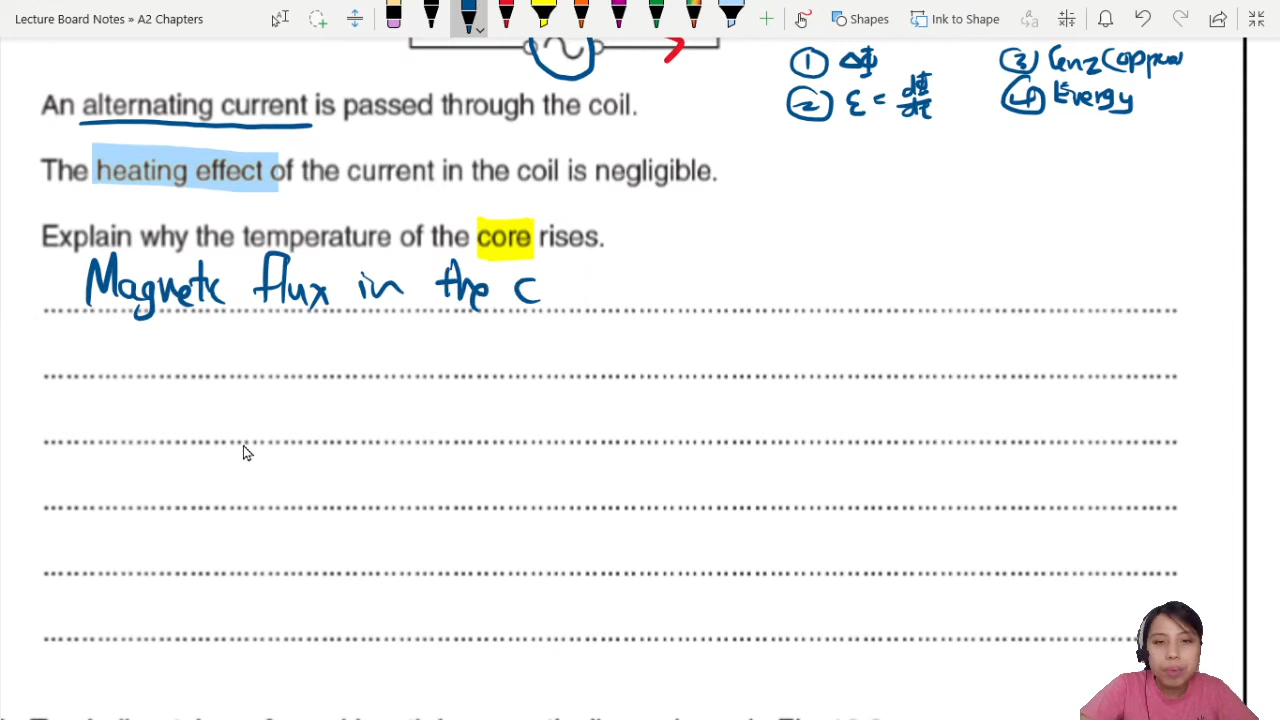 Lecture Board Notes » A2 Chapters
Shapes
Ink to Shape
① ΔΦ
② ε = dΦ/dt
③ Lenz (oppose
④ Energy
An alternating current is passed through the coil.
The heating effect of the current in the coil is negligible.
Explain why the temperature of the core rises.
Magnetic flux in the c